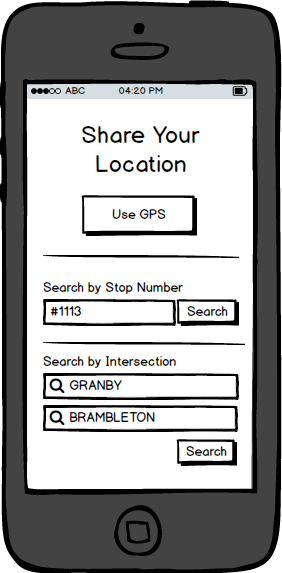 ABC 04:20 PM
Share Your
Location
Use GPS
Search by Stop Number
#1113 Search
Search by Intersection
GRANBY
BRAMBLETON
Search